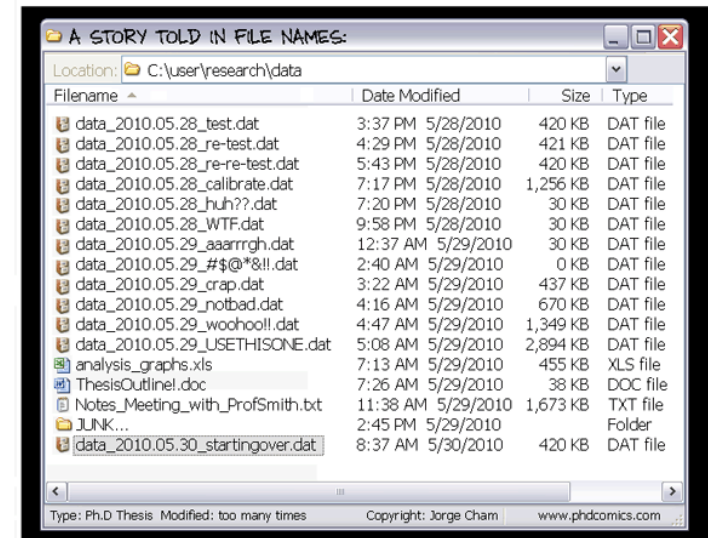 A STORY TOLD IN FILE NAMES:
Location: C:\user\research\data
Filename Date Modified Size Type
data_2010.05.28_test.dat 3:37 PM 5/28/2010 420 KB DAT file
data_2010.05.28_re-test.dat 4:29 PM 5/28/2010 421 KB DAT file
data_2010.05.28_re-re-test.dat 5:43 PM 5/28/2010 420 KB DAT file
data_2010.05.28_calibrate.dat 7:17 PM 5/28/2010 1,256 KB DAT file
data_2010.05.28_huh??.dat 7:20 PM 5/28/2010 30 KB DAT file
data_2010.05.28_WTF.dat 9:58 PM 5/28/2010 30 KB DAT file
data_2010.05.29_aaarrrgh.dat 12:37 AM 5/29/2010 30 KB DAT file
data_2010.05.29_#$@*&!!.dat 2:40 AM 5/29/2010 0 KB DAT file
data_2010.05.29_crap.dat 3:22 AM 5/29/2010 437 KB DAT file
data_2010.05.29_notbad.dat 4:16 AM 5/29/2010 670 KB DAT file
data_2010.05.29_woohoo!!.dat 4:47 AM 5/29/2010 1,349 KB DAT file
data_2010.05.29_USETHISONE.dat 5:08 AM 5/29/2010 2,894 KB DAT file
analysis_graphs.xls 7:13 AM 5/29/2010 455 KB XLS file
ThesisOutline!.doc 7:26 AM 5/29/2010 38 KB DOC file
Notes_Meeting_with_ProfSmith.txt 11:38 AM 5/29/2010 1,673 KB TXT file
JUNK... 2:45 PM 5/29/2010 Folder
data_2010.05.30_startingover.dat 8:37 AM 5/30/2010 420 KB DAT file
Type: Ph.D Thesis Modified: too many times Copyright: Jorge Cham www.phdcomics.com